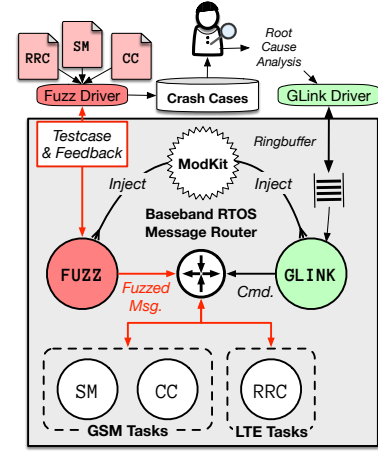 SM
RRC
CC
Root
Cause
Analysis
Fuzz Driver
Crash Cases
GLink Driver
Testcase
& Feedback
Ringbuffer
ModKit
Inject
Inject
Baseband RTOS
Message Router
FUZZ
GLINK
Fuzzed
Msg.
Cmd.
SM
CC
RRC
GSM Tasks
LTE Tasks